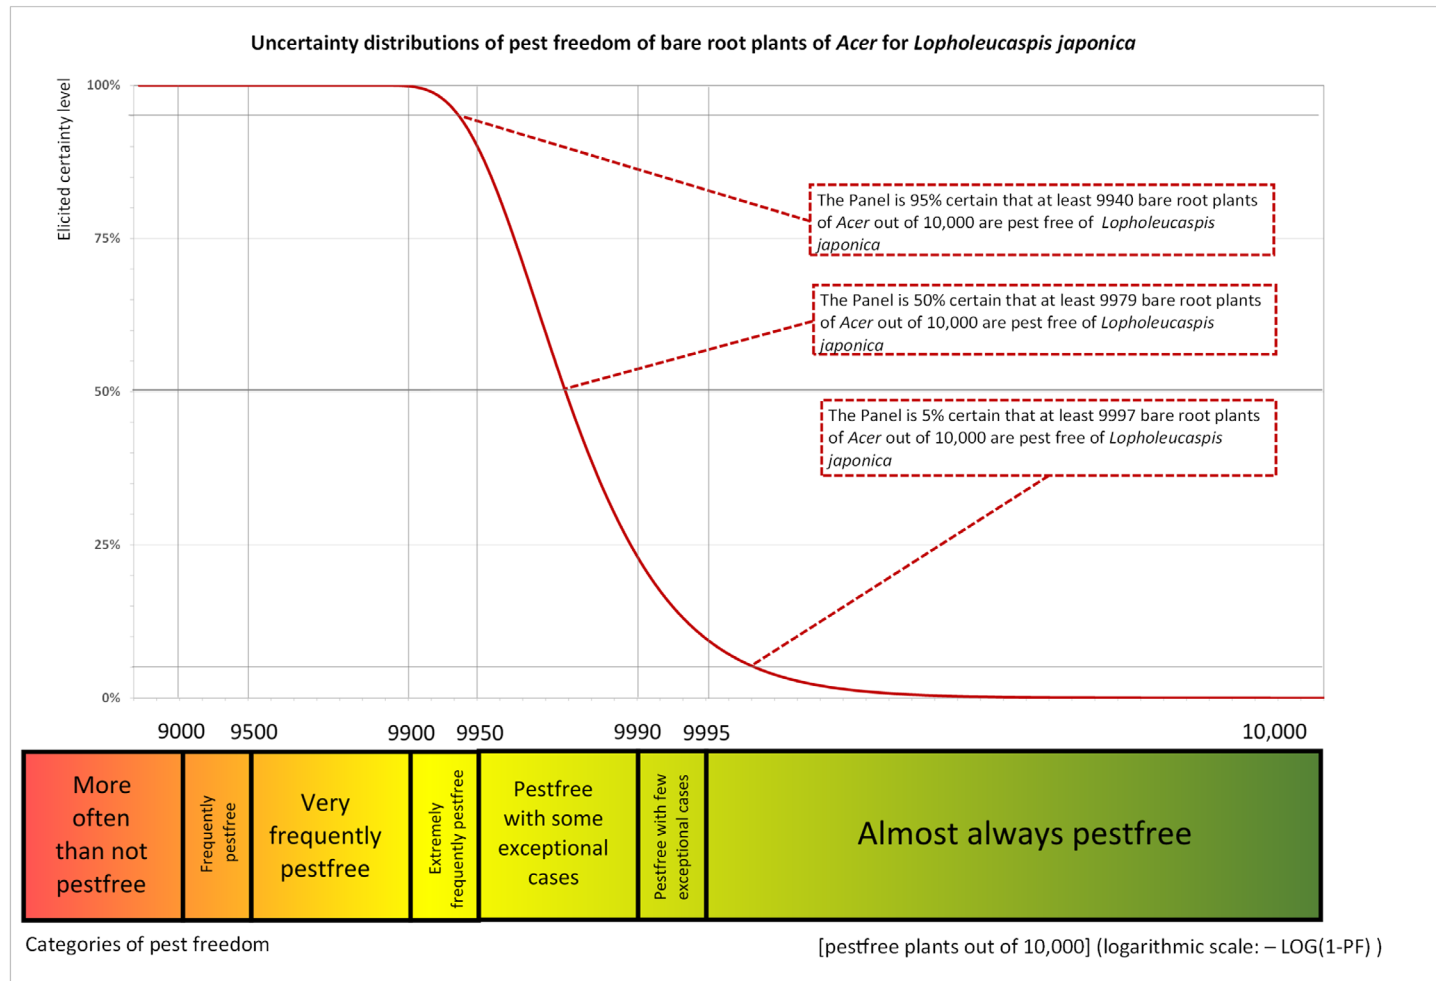 Uncertainty distributions of pest freedom of bare root plants of Acer for Lopholeucaspis japonica
Elicited certainty level
100%
75%
50%
25%
0%
The Panel is 95% certain that at least 9940 bare root plants
of Acer out of 10,000 are pest free of Lopholeucaspis
japonica
The Panel is 50% certain that at least 9979 bare root plants
of Acer out of 10,000 are pest free of Lopholeucaspis
japonica
The Panel is 5% certain that at least 9997 bare root plants
of Acer out of 10,000 are pest free of Lopholeucaspis
japonica
9000 9500 9900 9950 9990 9995 10,000
More
often
than not
pestfree
Frequently
pestfree
Very
frequently
pestfree
Extremely
frequently pestfree
Pestfree
with some
exceptional
cases
Pestfree with few
exceptional cases
Almost always pestfree
Categories of pest freedom
[pestfree plants out of 10,000] (logarithmic scale: – LOG(1-PF) )